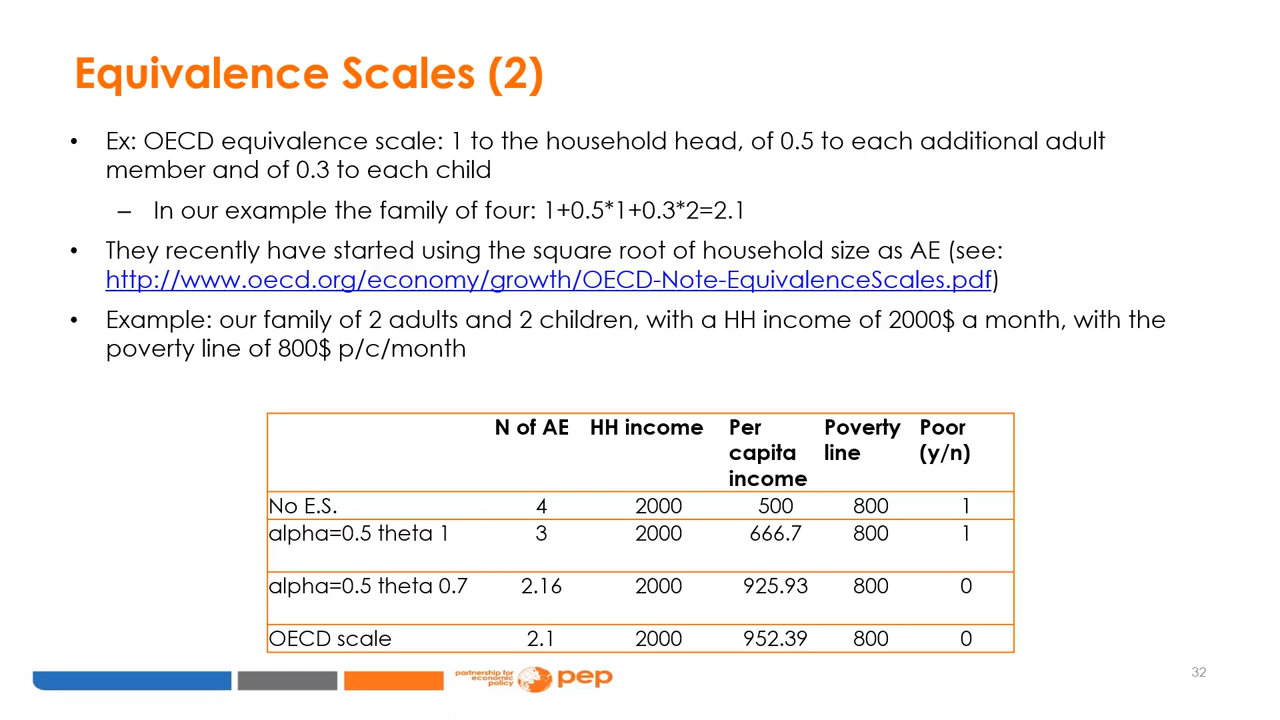 Equivalence Scales (2)
• Ex: OECD equivalence scale: 1 to the household head, of 0.5 to each additional adult
member and of 0.3 to each child
– In our example the family of four: 1+0.5*1+0.3*2=2.1
• They recently have started using the square root of household size as AE (see:
http://www.oecd.org/economy/growth/OECD-Note-EquivalenceScales.pdf)
• Example: our family of 2 adults and 2 children, with a HH income of 2000$ a month, with the
poverty line of 800$ p/c/month
N of AE HH income Per capita income Poverty line Poor (y/n)
No E.S. 4 2000 500 800 1
alpha=0.5 theta 1 3 2000 666.7 800 1
alpha=0.5 theta 0.7 2.16 2000 925.93 800 0
OECD scale 2.1 2000 952.39 800 0
partnership for
economic
policy
pep
32